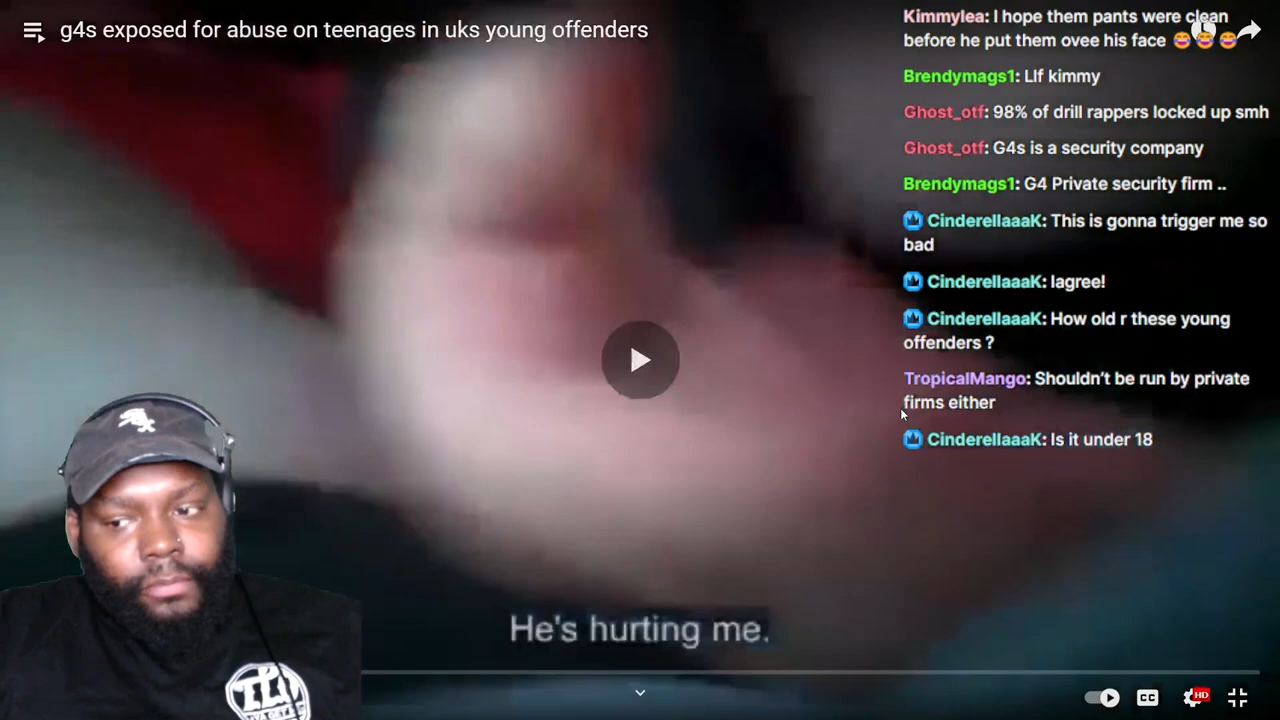 g4s exposed for abuse on teenages in uks young offenders
Kimmylea: I hope them pants were clean
before he put them ovee his face 😂😂😂
Brendymags1: Llf kimmy
Ghost_otf: 98% of drill rappers locked up smh
Ghost_otf: G4s is a security company
Brendymags1: G4 Private security firm ..
CinderellaaaK: This is gonna trigger me so
bad
CinderellaaaK: Iagree!
CinderellaaaK: How old r these young
offenders ?
TropicalMango: Shouldn't be run by private
firms either
CinderellaaaK: Is it under 18
He's hurting me.
CC
HD